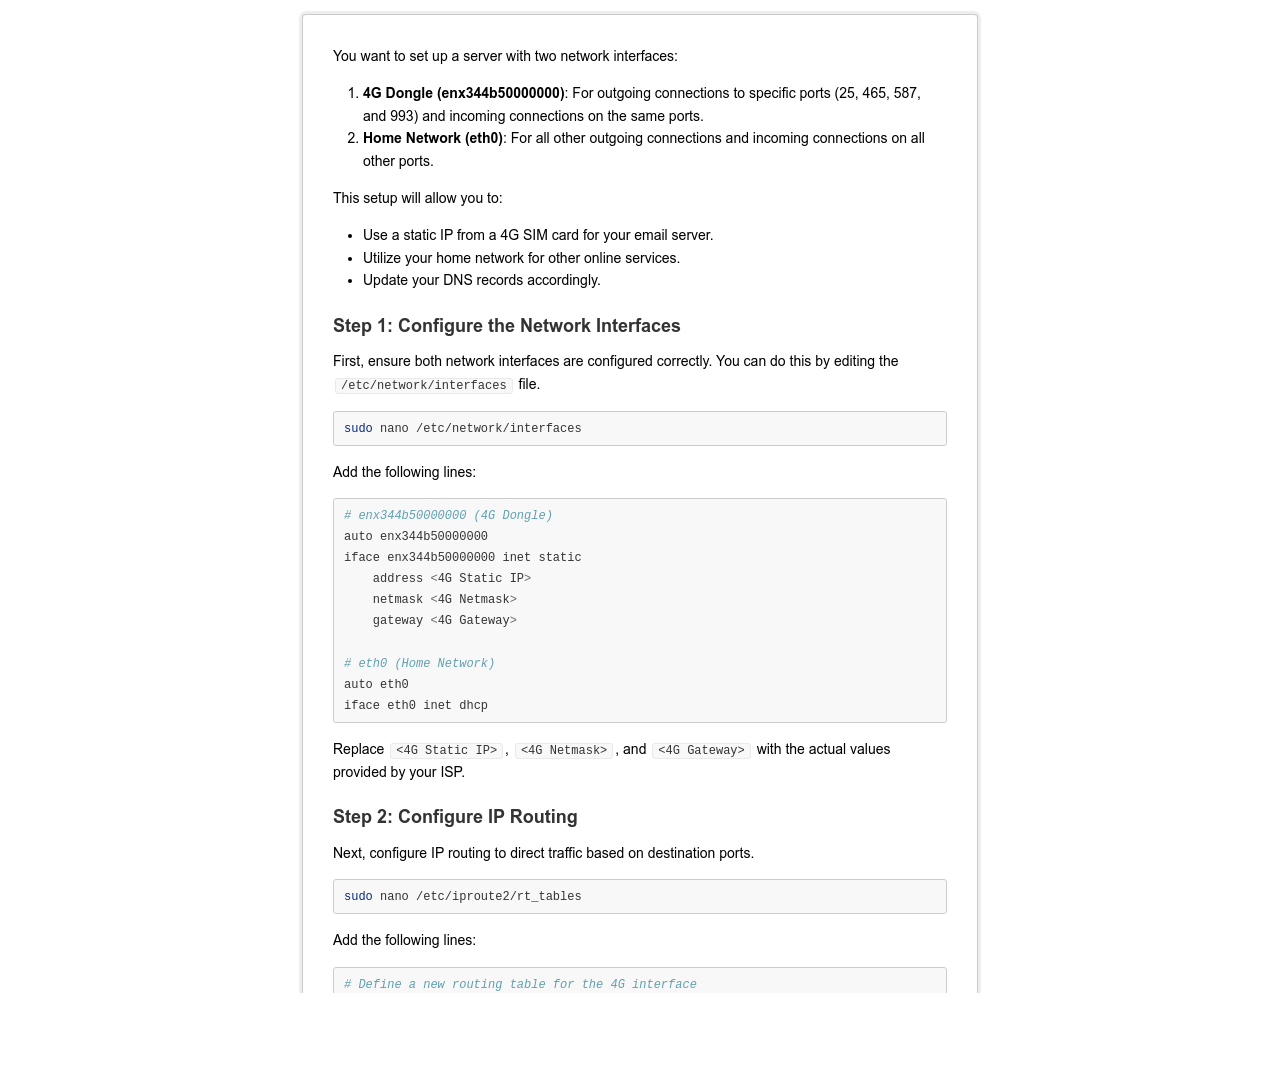 You want to set up a server with two network interfaces:
1. 4G Dongle (enx344b50000000): For outgoing connections to specific ports (25, 465, 587,
and 993) and incoming connections on the same ports.
2. Home Network (eth0): For all other outgoing connections and incoming connections on all
other ports.
This setup will allow you to:
• Use a static IP from a 4G SIM card for your email server.
• Utilize your home network for other online services.
• Update your DNS records accordingly.
Step 1: Configure the Network Interfaces
First, ensure both network interfaces are configured correctly. You can do this by editing the
/etc/network/interfaces file.
sudo nano /etc/network/interfaces
Add the following lines:
# enx344b50000000 (4G Dongle)
auto enx344b50000000
iface enx344b50000000 inet static
    address <4G Static IP>
    netmask <4G Netmask>
    gateway <4G Gateway>
# eth0 (Home Network)
auto eth0
iface eth0 inet dhcp
Replace <4G Static IP>, <4G Netmask>, and <4G Gateway> with the actual values
provided by your ISP.
Step 2: Configure IP Routing
Next, configure IP routing to direct traffic based on destination ports.
sudo nano /etc/iproute2/rt_tables
Add the following lines:
# Define a new routing table for the 4G interface